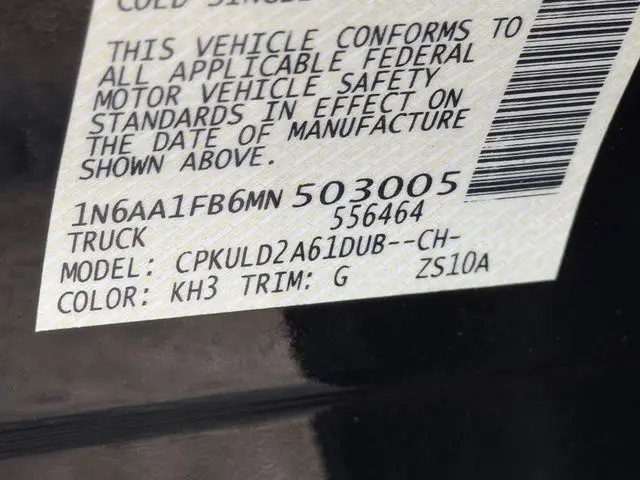 COLD
THIS VEHICLE CONFORMS TO
ALL APPLICABLE FEDERAL
MOTOR VEHICLE SAFETY
STANDARDS IN EFFECT ON
THE DATE OF MANUFACTURE
SHOWN ABOVE.
1N6AA1FB6MN 503005
556464
TRUCK
MODEL: CPKULD2A61DUB--CH-
COLOR: KH3 TRIM: G ZS10A